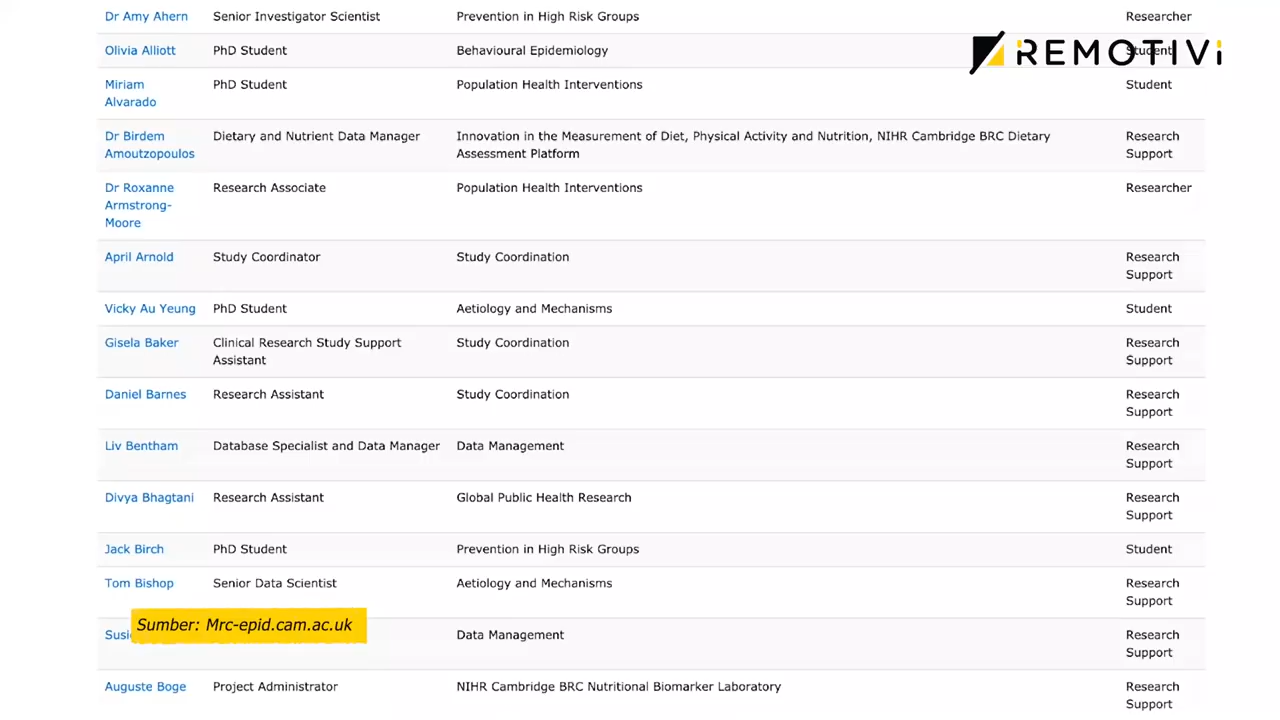 Dr Amy Ahern Senior Investigator Scientist Prevention in High Risk Groups Researcher
REMOTIVI
Olivia Alliott PhD Student Behavioural Epidemiology Student
Miriam PhD Student Population Health Interventions Student
Alvarado
Dr Birdem Dietary and Nutrient Data Manager Innovation in the Measurement of Diet, Physical Activity and Nutrition, NIHR Cambridge BRC Dietary Research
Amoutzopoulos Assessment Platform Support
Dr Roxanne Research Associate Population Health Interventions Researcher
Armstrong-
Moore
April Arnold Study Coordinator Study Coordination Research
Support
Vicky Au Yeung PhD Student Aetiology and Mechanisms Student
Gisela Baker Clinical Research Study Support Study Coordination Research
Assistant Support
Daniel Barnes Research Assistant Study Coordination Research
Support
Liv Bentham Database Specialist and Data Manager Data Management Research
Support
Divya Bhagtani Research Assistant Global Public Health Research Research
Support
Jack Birch PhD Student Prevention in High Risk Groups Student
Tom Bishop Senior Data Scientist Aetiology and Mechanisms Research
Support
Sumber: Mrc-epid.cam.ac.uk
Data Management Research
Support
Auguste Boge Project Administrator NIHR Cambridge BRC Nutritional Biomarker Laboratory Research
Support